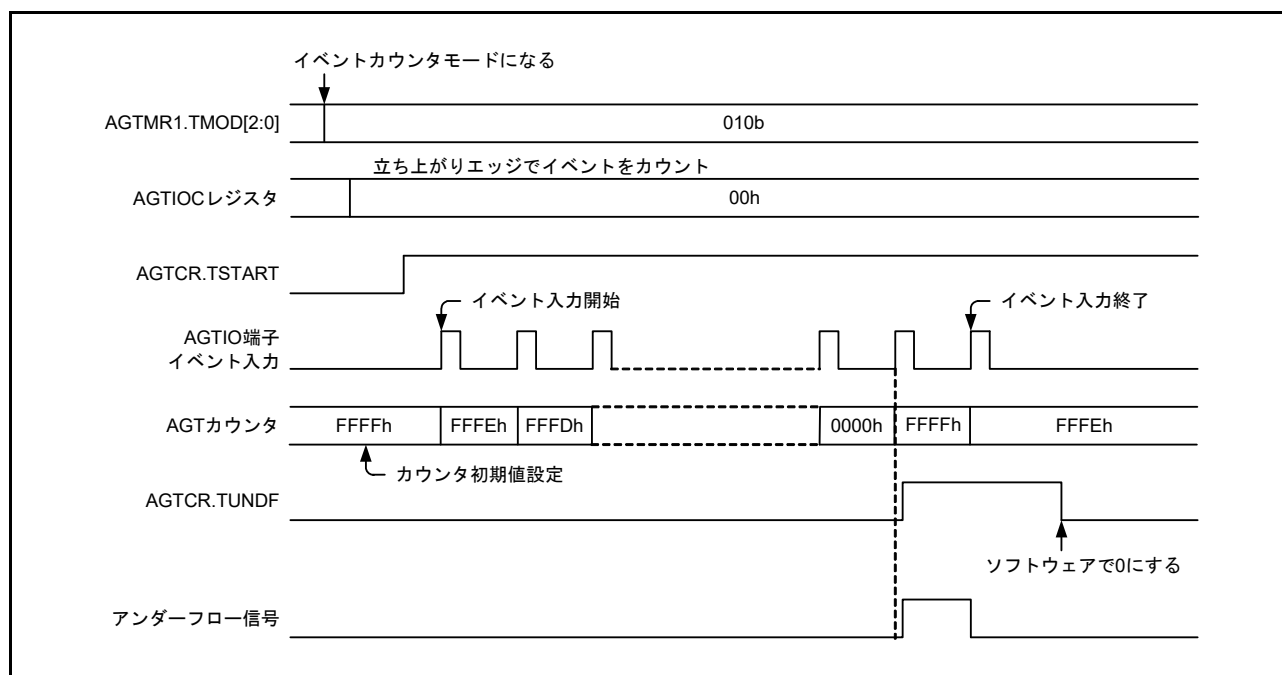 イベントカウンタモードになる
AGTMR1.TMOD[2:0]
010b
立ち上がりエッジでイベントをカウント
AGTIOCレジスタ
00h
AGTCR.TSTART
イベント入力開始
イベント入力終了
AGTIO端子
イベント入力
AGTカウンタ
FFFFh
FFFEh
FFFDh
0000h
FFFFh
FFFEh
カウンタ初期値設定
AGTCR.TUNDF
ソフトウェアで0にする
アンダーフロー信号